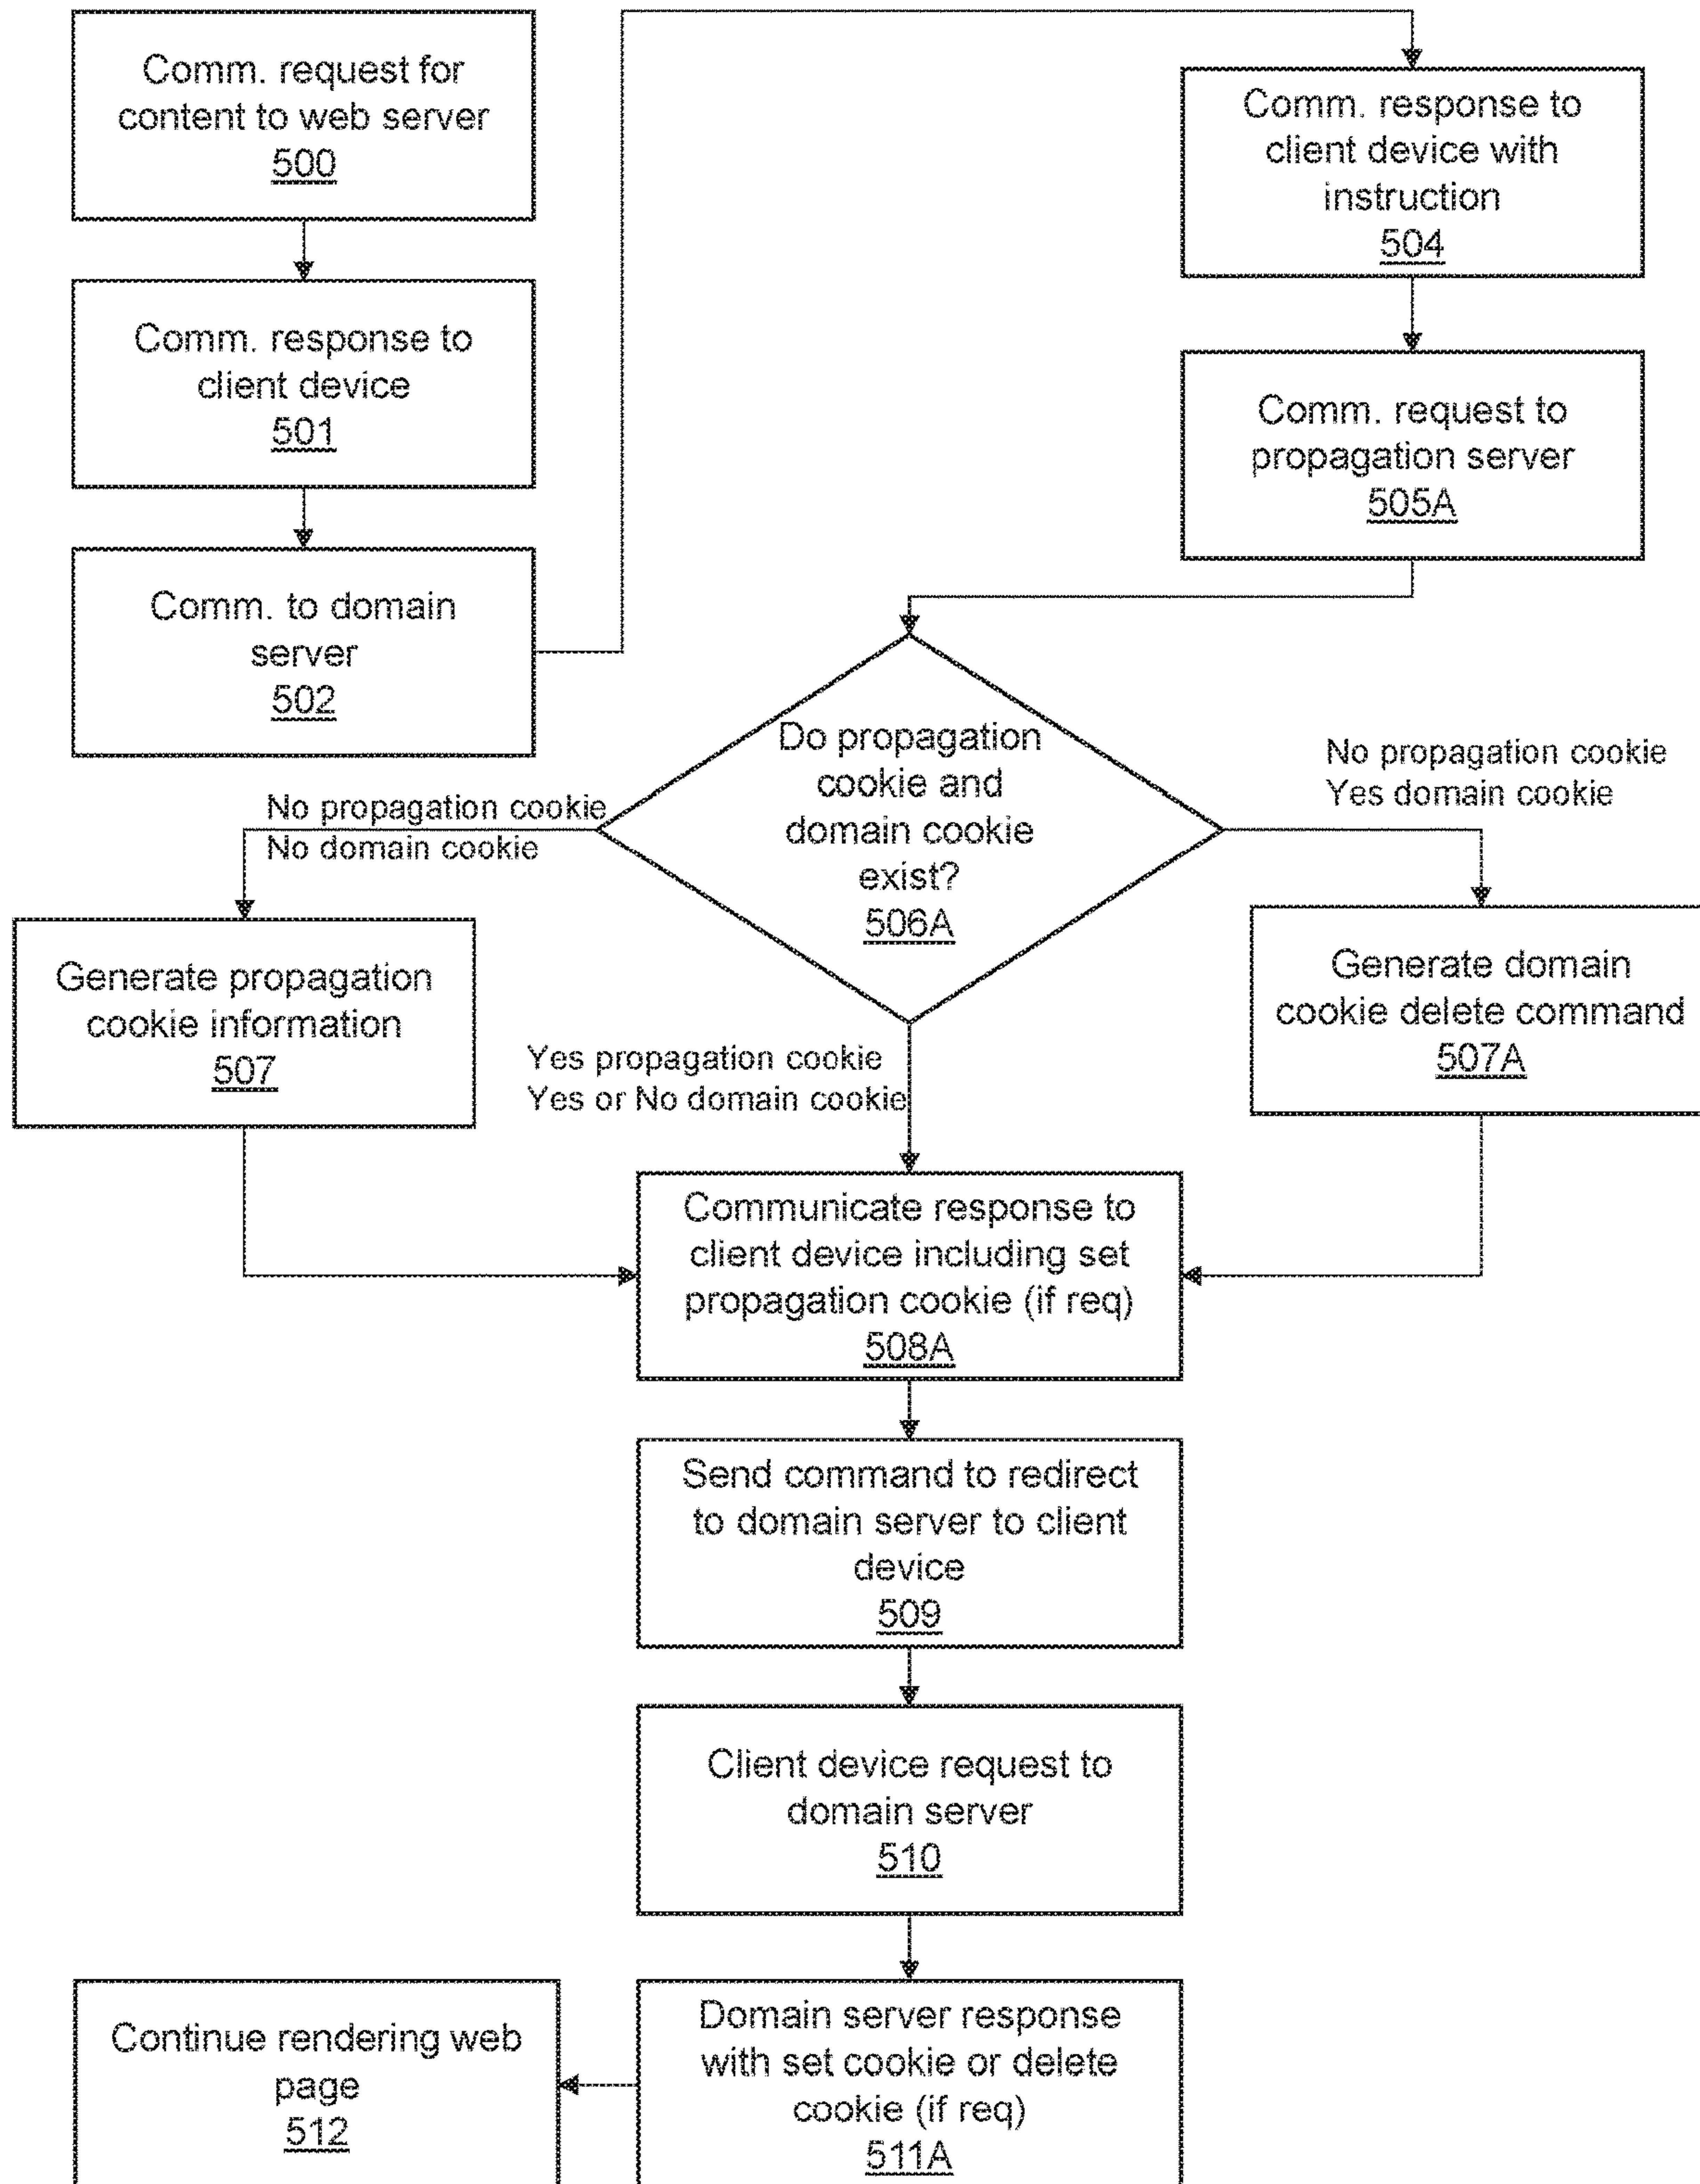 Comm. request for
content to web server
500
Comm. response to
client device
501
Comm. to domain
server
502
Comm. response to
client device with
instruction
504
Comm. request to
propagation server
505A
Do propagation
cookie and
domain cookie
exist?
506A
No propagation cookie
No domain cookie
No propagation cookie
Yes domain cookie
Generate propagation
cookie information
507
Yes propagation cookie
Yes or No domain cookie
Generate domain
cookie delete command
507A
Communicate response to
client device including set
propagation cookie (if req)
508A
Send command to redirect
to domain server to client
device
509
Client device request to
domain server
510
Domain server response
with set cookie or delete
cookie (if req)
511A
Continue rendering web
page
512